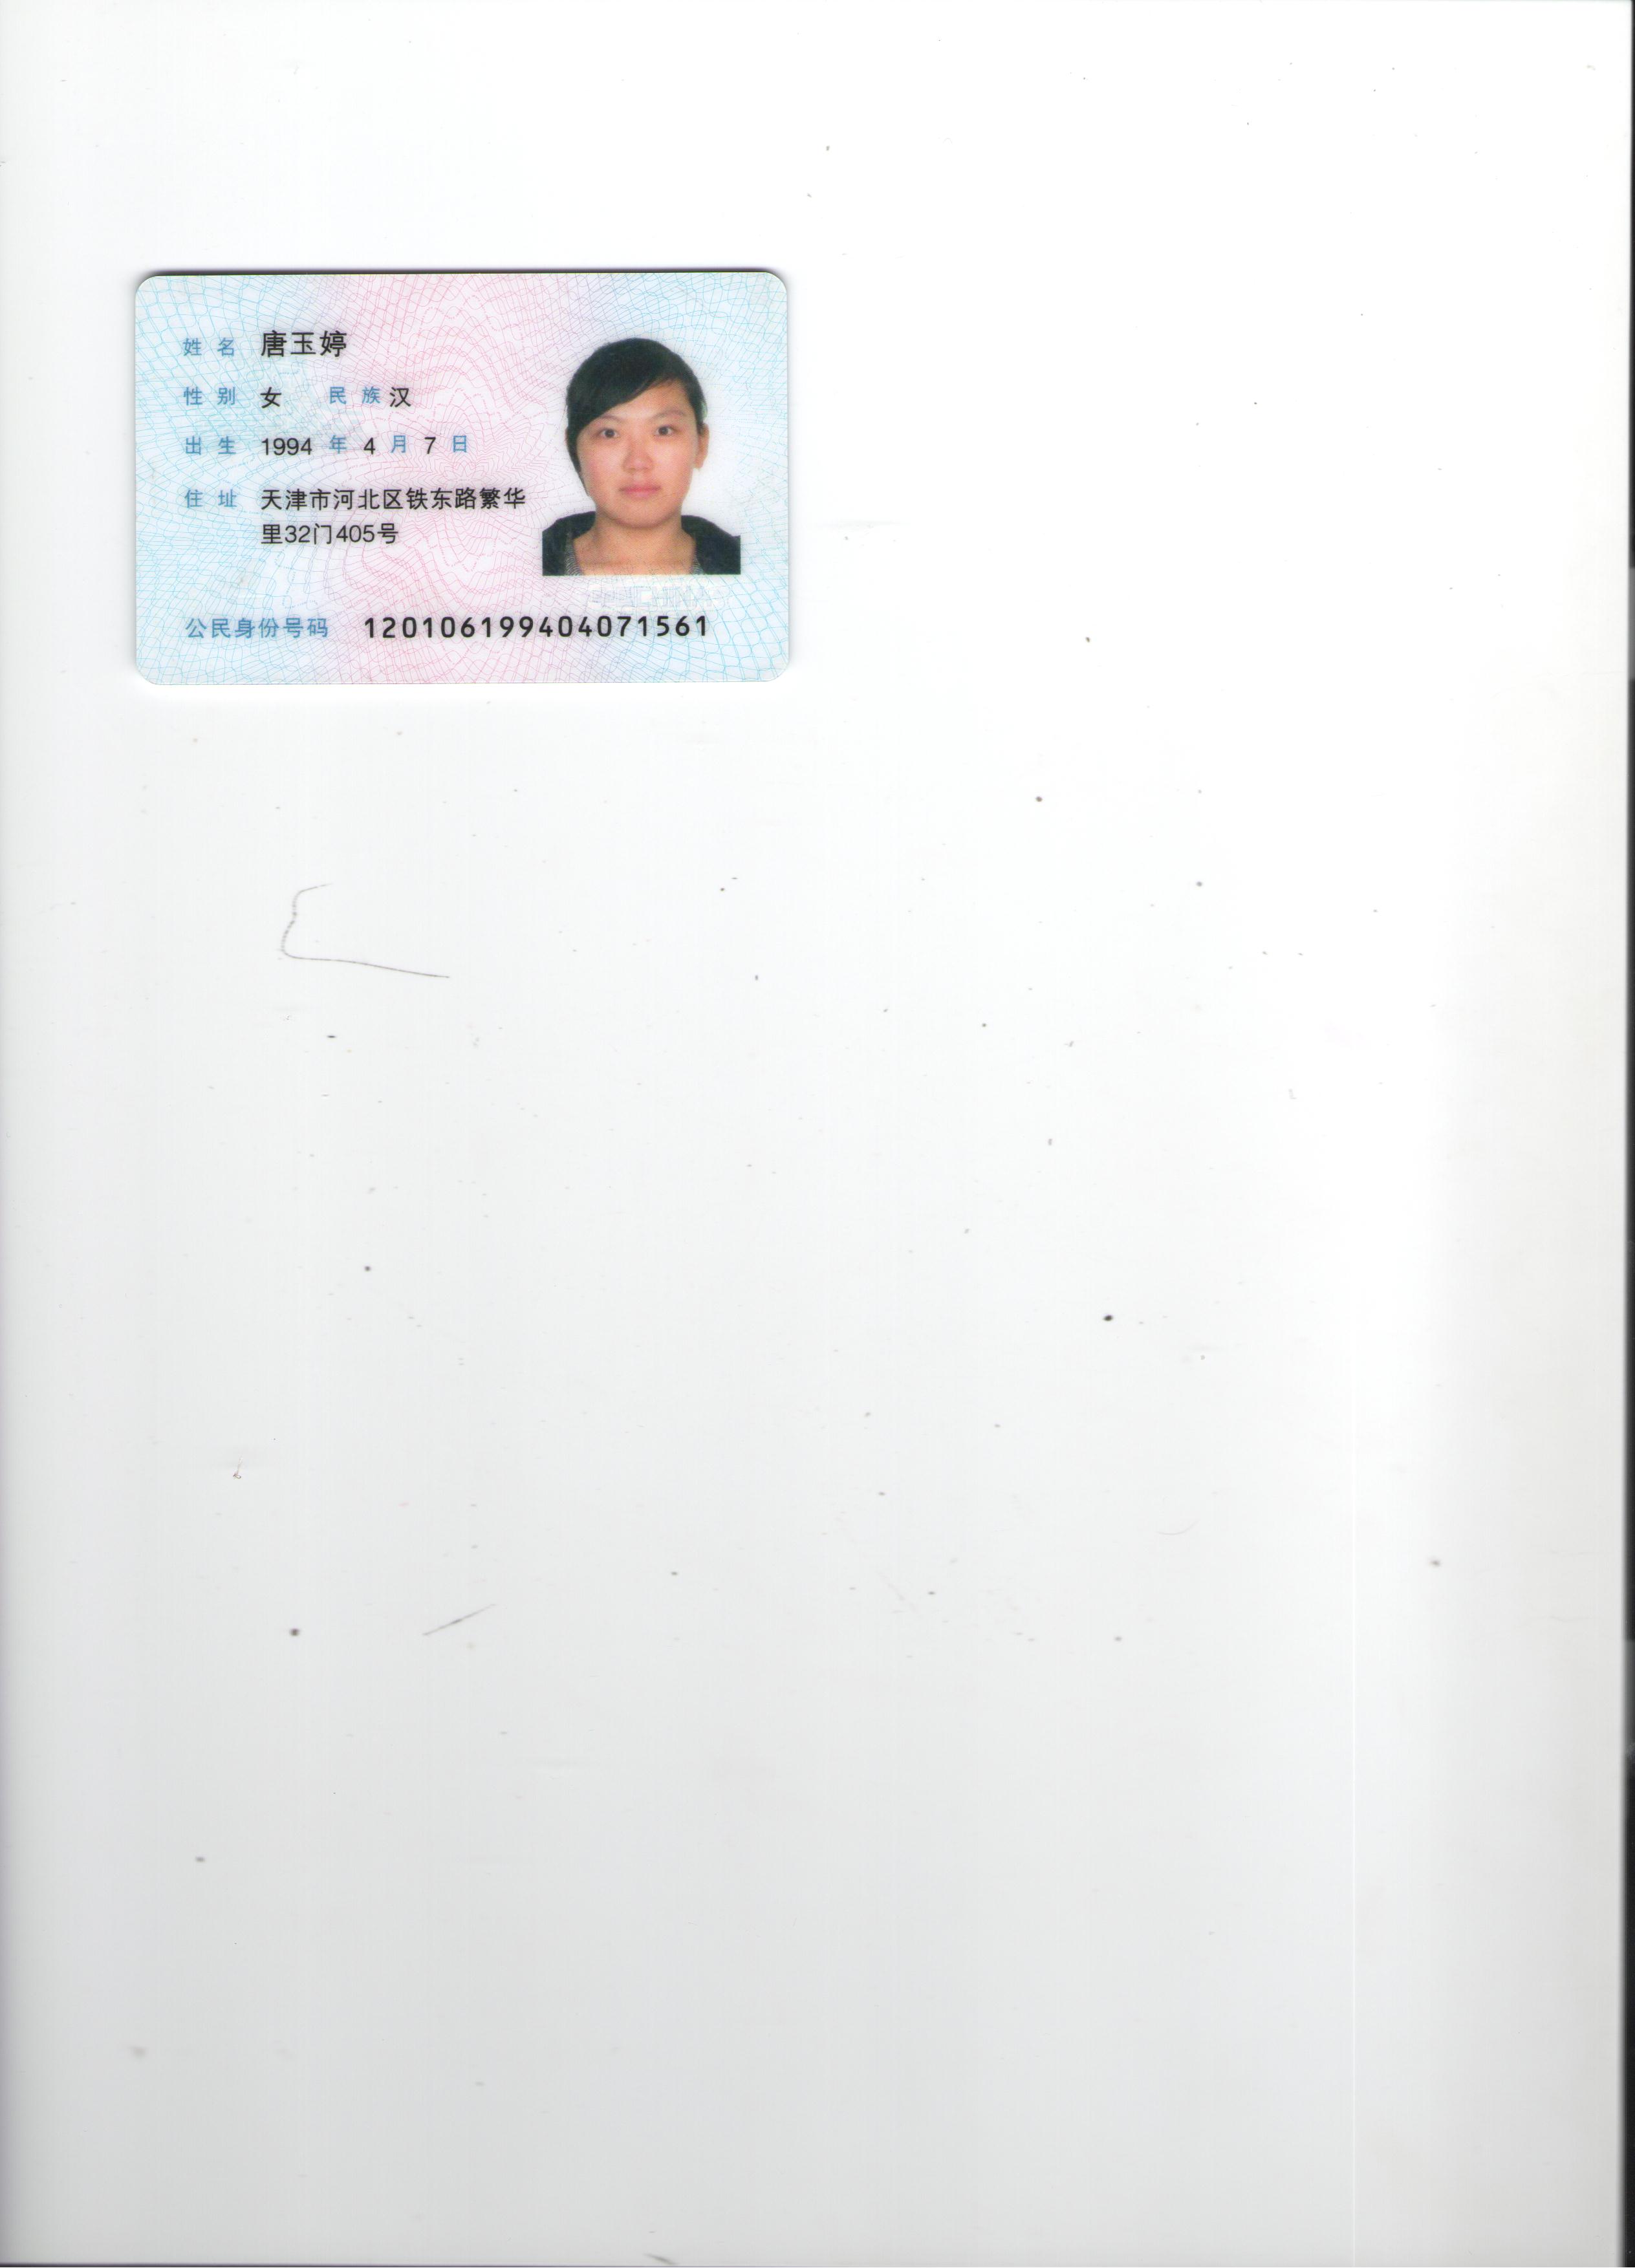 姓名 唐玉婷
性别 女 民族 汉
出生 1994 年 4 月 7 日
住址 天津市河北区铁东路繁华
里32门405号
公民身份号码 120106199404071561